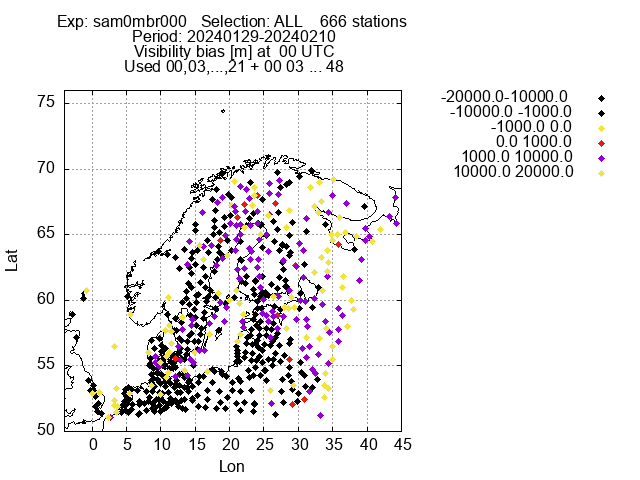 Exp: sam0mbr000   Selection: ALL    666 stations
Period: 20240129-20240210
Visibility bias [m] at  00 UTC
Used 00,03,...,21 + 00 03 ... 48
-20000.0-10000.0
-10000.0 -1000.0
-1000.0 0.0
0.0 1000.0
1000.0 10000.0
10000.0 20000.0
75
70
65
60
55
50
Lat
0 5 10 15 20 25 30 35 40 45
Lon